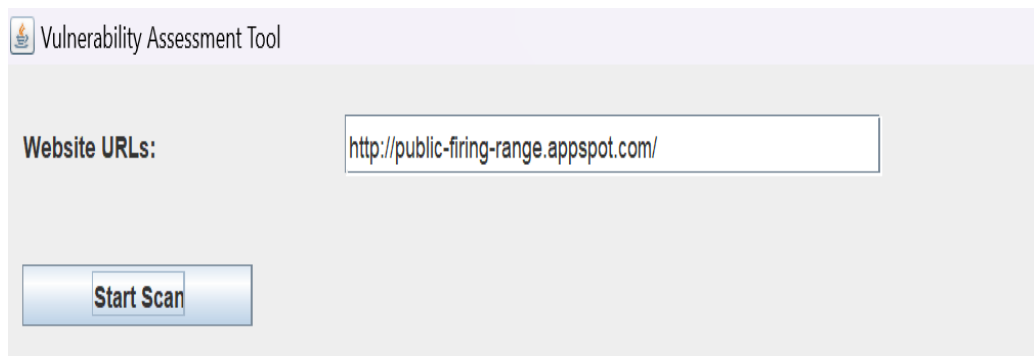 Vulnerability Assessment Tool
Website URLs: http://public-firing-range.appspot.com/
Start Scan